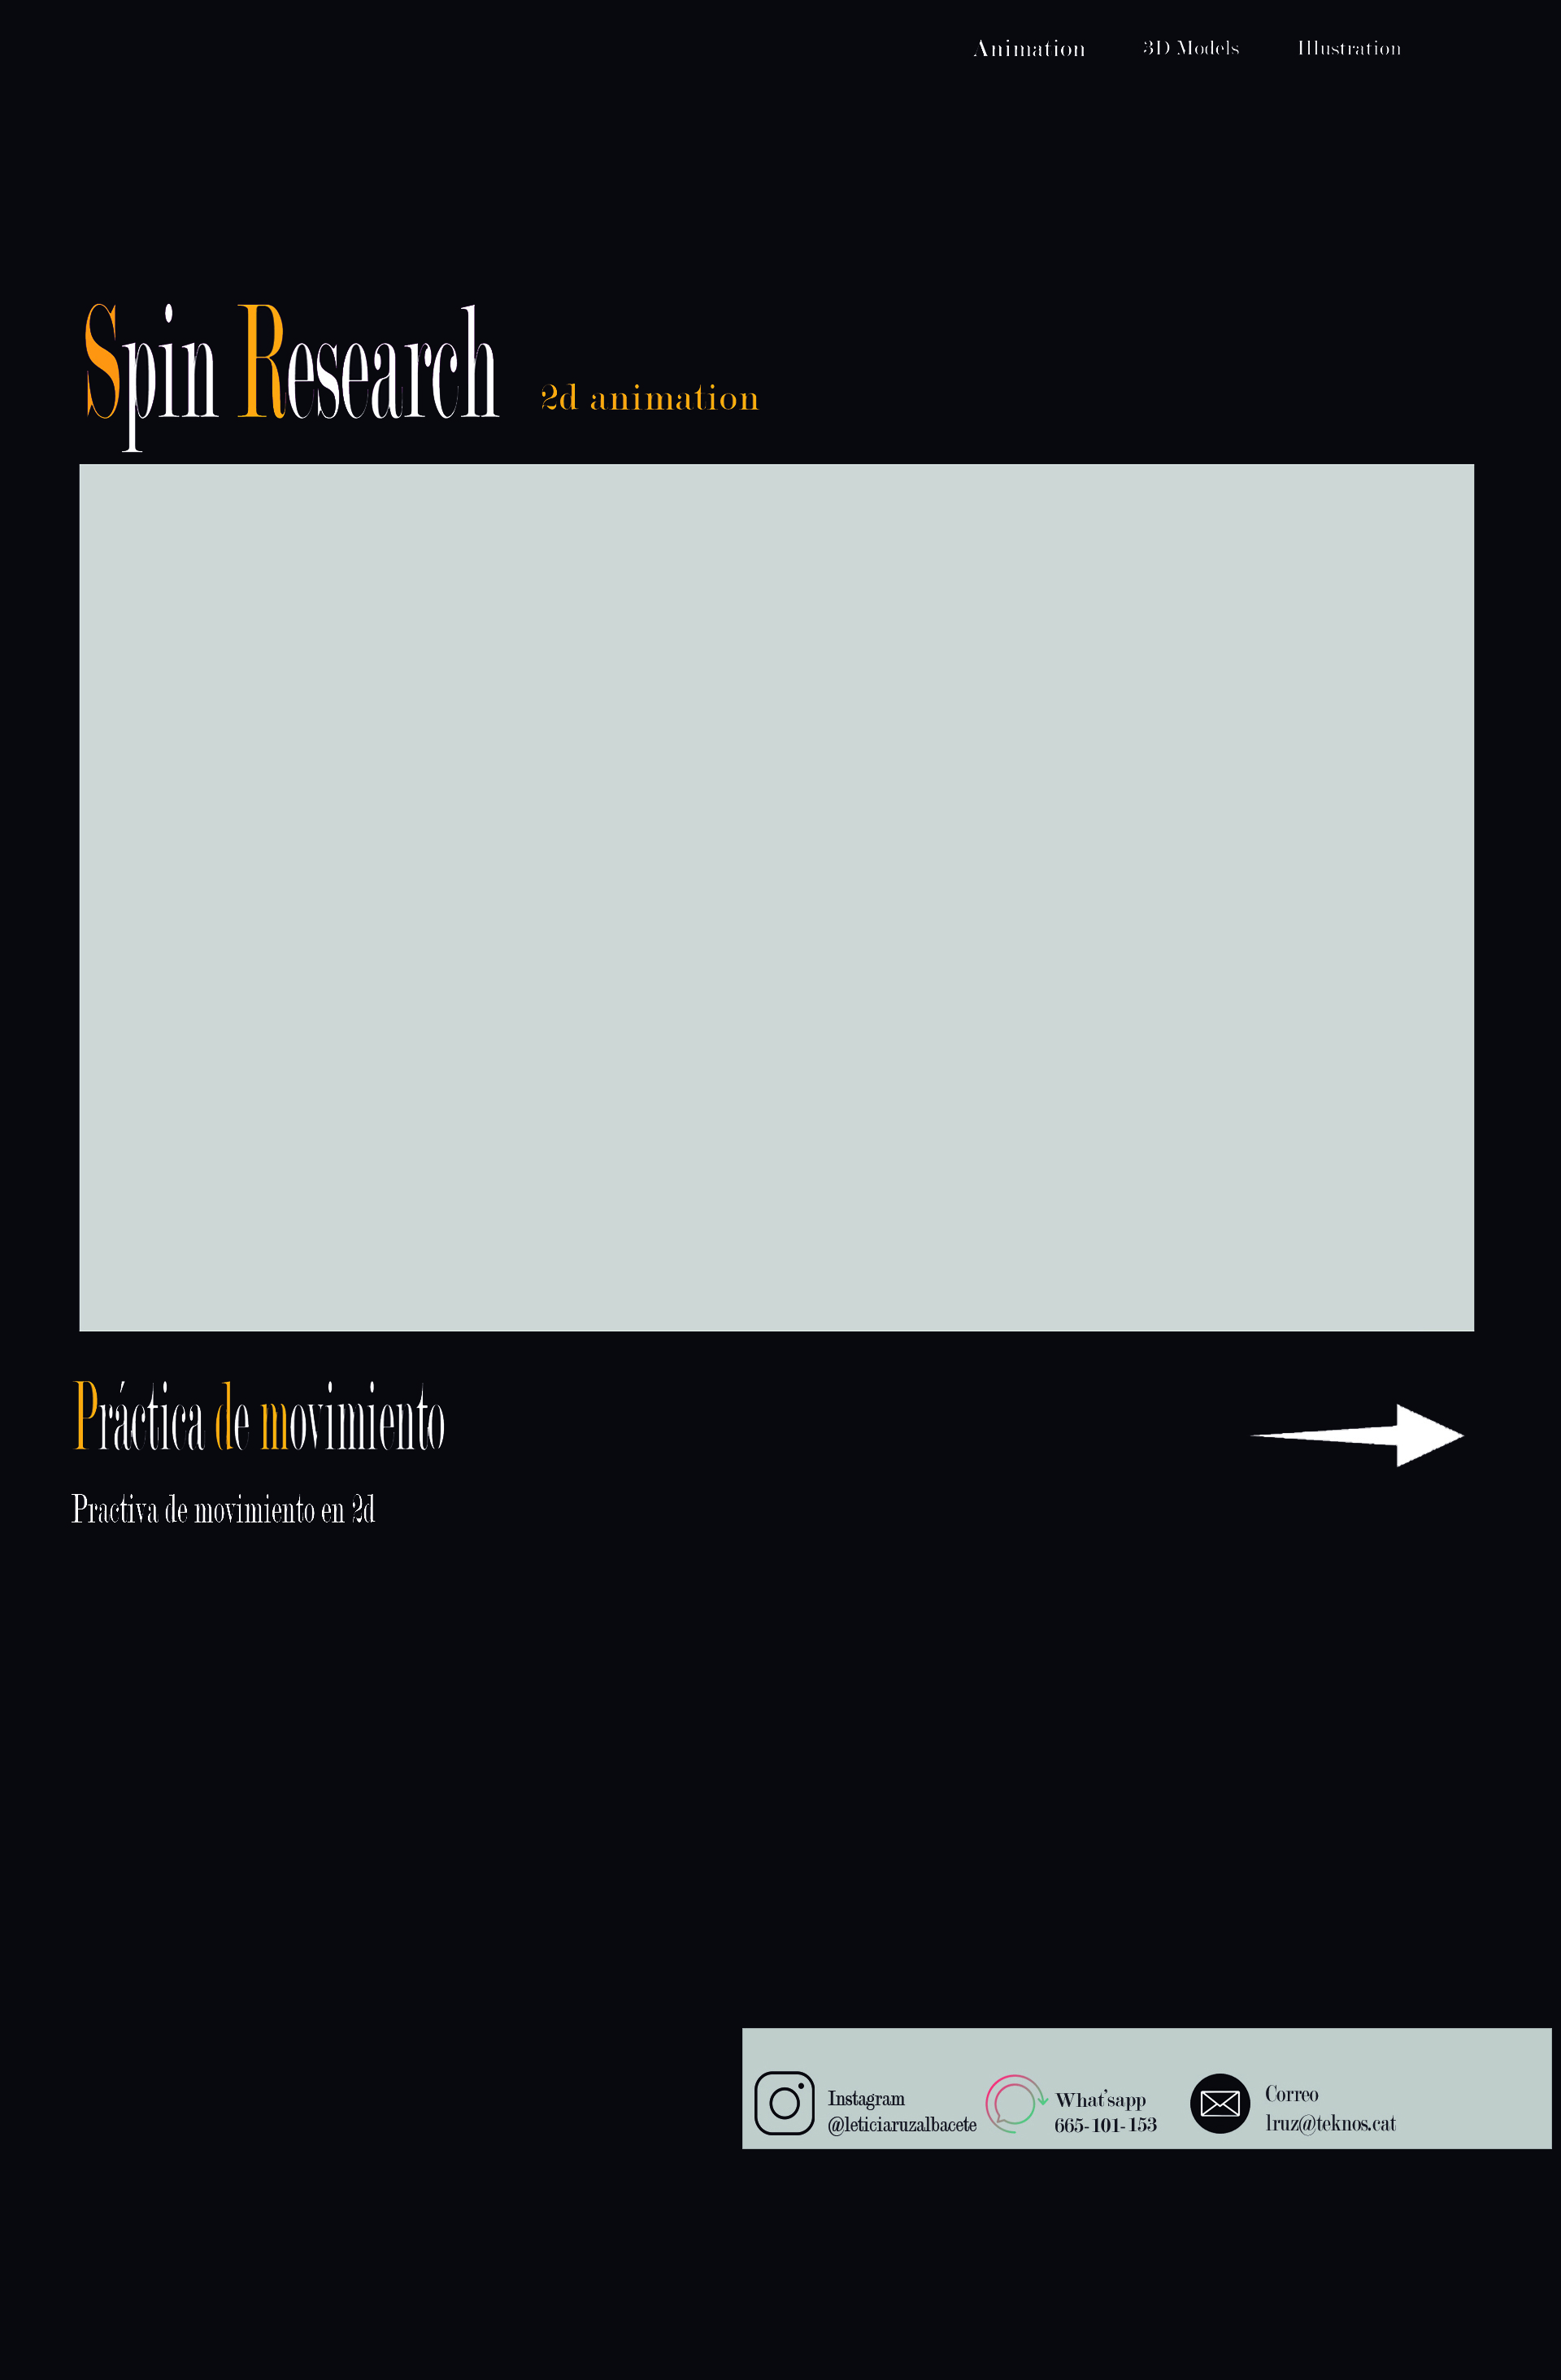 Animation 3D Models Illustration
Spin Research 2d animation
Práctica de movimiento
Practiva de movimiento en 2d
Instagram
@leticiaruzalbacete
What'sapp
665-101-153
Correo
lruz@teknos.cat